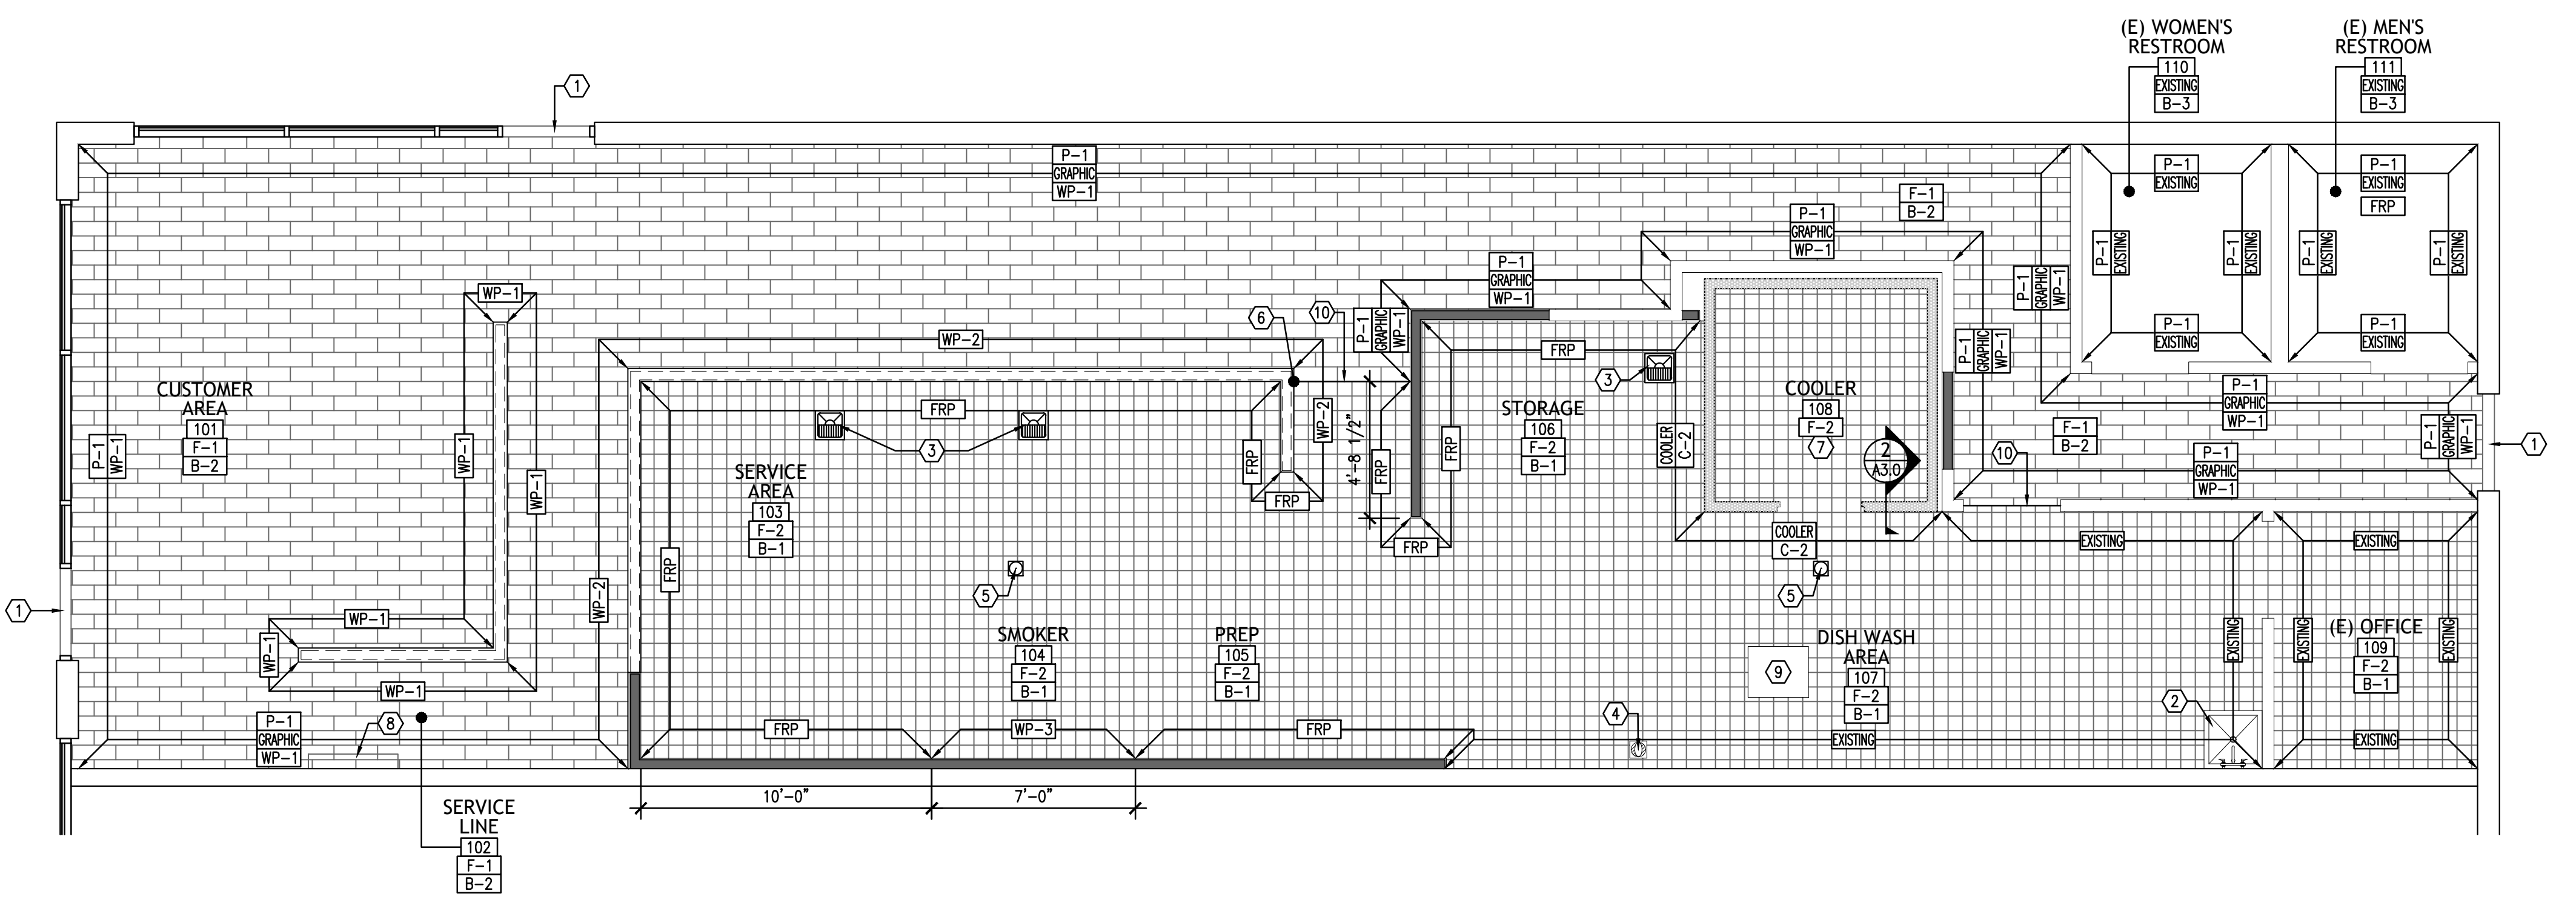 (E) WOMEN'S
RESTROOM
110
EXISTING
B-3
(E) MEN'S
RESTROOM
111
EXISTING
B-3
1
P-1
GRAPHIC
WP-1
P-1
EXISTING
P-1
EXISTING
FRP
F-1
B-2
P-1
GRAPHIC
WP-1
P-1
EXISTING
P-1
EXISTING
P-1
EXISTING
P-1
EXISTING
P-1
GRAPHIC
WP-1
P-1
GRAPHIC
WP-1
WP-1
6
10
P-1
GRAPHIC
WP-1
P-1
EXISTING
P-1
EXISTING
WP-2
FRP
3
P-1
GRAPHIC
WP-1
CUSTOMER
AREA
101
F-1
B-2
COOLER
108
F-2
7
P-1
GRAPHIC
WP-1
FRP
3
WP-2
4'-8 1/2"
STORAGE
106
F-2
B-1
F-1
B-2
P-1
GRAPHIC
WP-1
1
P-1
WP-1
WP-1
WP-1
FRP
FRP
FRP
COOLER
C-2
2
A3.0
10
P-1
GRAPHIC
WP-1
SERVICE
AREA
103
F-2
B-1
FRP
FRP
COOLER
C-2
EXISTING
EXISTING
FRP
WP-2
5
5
1
WP-1
WP-1
WP-1
SMOKER
104
F-2
B-1
PREP
105
F-2
B-1
DISH WASH
AREA
107
F-2
B-1
9
EXISTING
EXISTING
(E) OFFICE
109
F-2
B-1
EXISTING
P-1
GRAPHIC
WP-1
8
FRP
WP-3
FRP
4
EXISTING
2
EXISTING
10'-0"
7'-0"
SERVICE
LINE
102
F-1
B-2